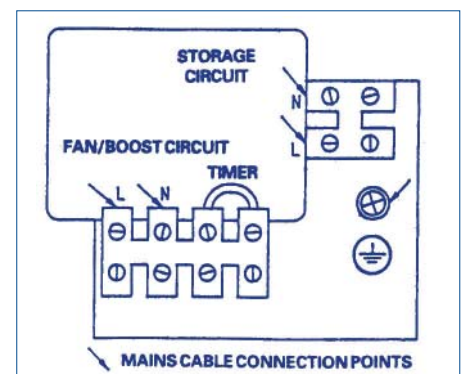 STORAGE
CIRCUIT
N
L
FAN/BOOST CIRCUIT
TIMER
L N
MAINS CABLE CONNECTION POINTS